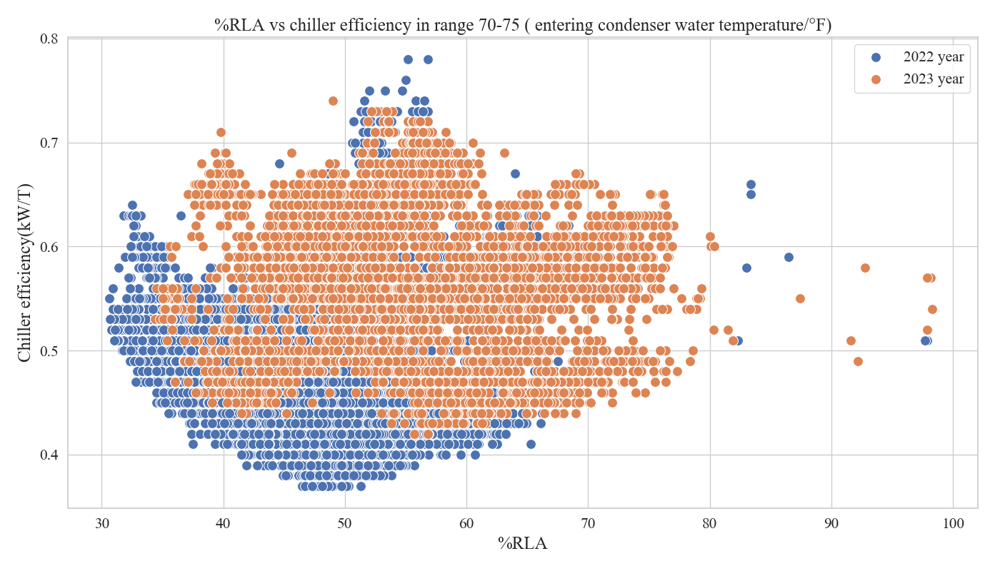 %RLA vs chiller efficiency in range 70-75 ( entering condenser water temperature/°F)
2022 year
2023 year
Chiller efficiency(kW/T)
0.8
0.7
0.6
0.5
0.4
30 40 50 60 70 80 90 100
%RLA